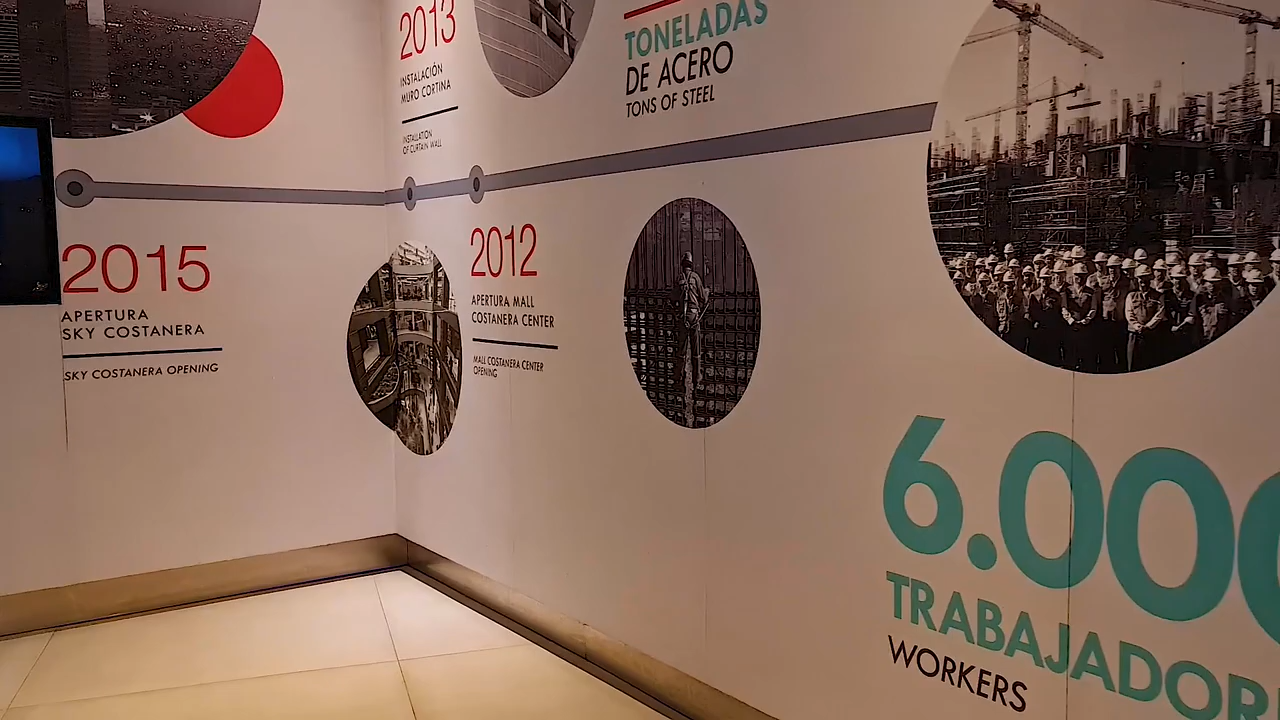 2013
INSTALACIÓN
MURO CORTINA
INSTALLATION
OF CURTAIN WALL
TONELADAS
DE ACERO
TONS OF STEEL
2015
APERTURA
SKY COSTANERA
SKY COSTANERA OPENING
2012
APERTURA MALL
COSTANERA CENTER
MALL COSTANERA CENTER
OPENING
6.000
TRABAJADOR
WORKERS